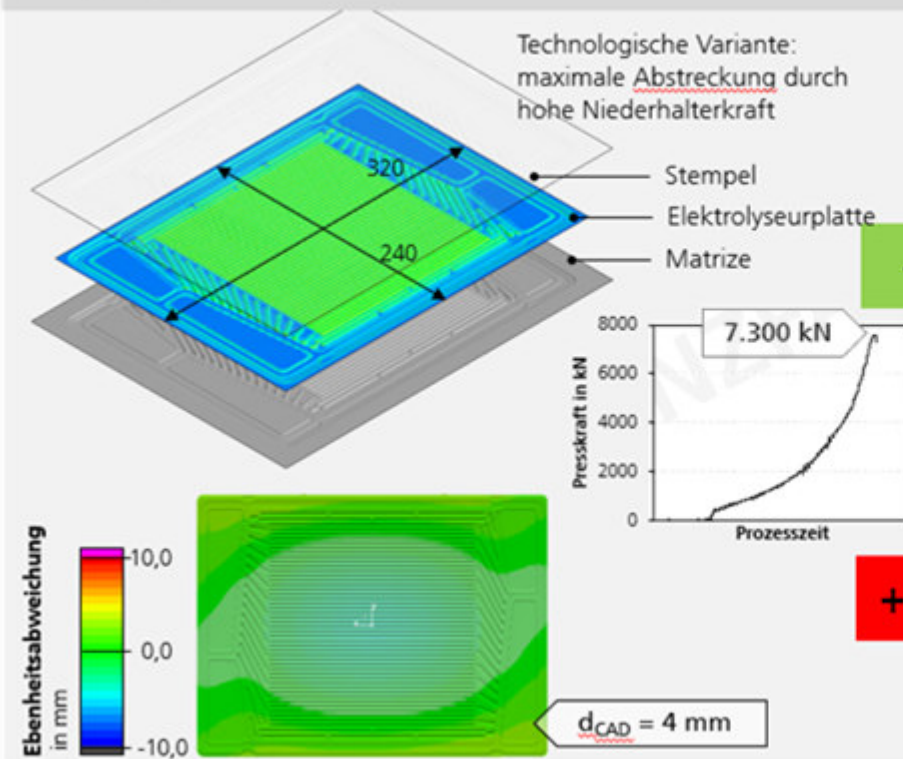 Technologische Variante:
maximale Abstreckung durch
hohe Niederhalterkraft
320
240
Stempel
Elektrolyseurplatte
Matrize
8000
6000
4000
2000
0
Presskraft in kN
7.300 kN
Prozesszeit
Ebenheitsabweichung
in mm
10,0
0,0
-10,0
dCAD = 4 mm
+